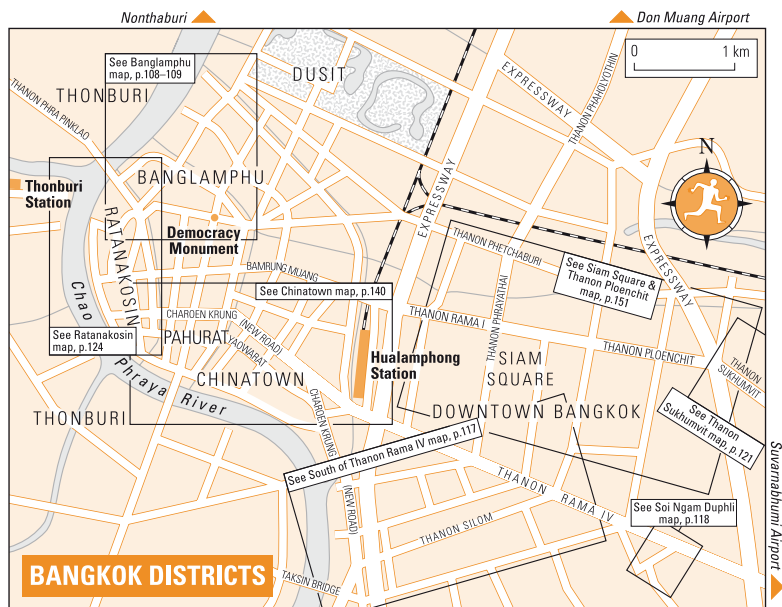 Nonthaburi
Don Muang Airport
See Banglamphu
map, p.108–109
DUSIT
0
1 km
THONBURI
EXPRESSWAY
THANON PHAHOLYOTHIN
THANON PHRA PINKLAO
N
EXPRESSWAY
BANGLAMPHU
Thonburi
Station
Democracy
Monument
RATANAKOSIN
THANON PHETCHABURI
EXPRESSWAY
BAMRUNG MUANG
See Siam Square &
Thanon Ploenchit
map, p.151
See Chinatown map, p.140
THANON PHRAYATHAI
Chao
Phraya River
CHAROEN KRUNG
(NEW ROAD)
THANON RAMA I
See Ratanakosin
map, p.124
PAHURAT
YAOWARAT
Hualamphong
Station
THANON PLOENCHIT
SIAM
SQUARE
THANON
SUKHUMVIT
CHINATOWN
CHAROEN KRUNG
(NEW ROAD)
THONBURI
DOWNTOWN BANGKOK
See Thanon
Sukhumvit map, p.121
See South of Thanon Rama IV map, p.117
THANON RAMA IV
Suvarnabhumi Airport
See Soi Ngam Duphli
map, p.118
THANON SILOM
BANGKOK DISTRICTS
TAKSIN BRIDGE